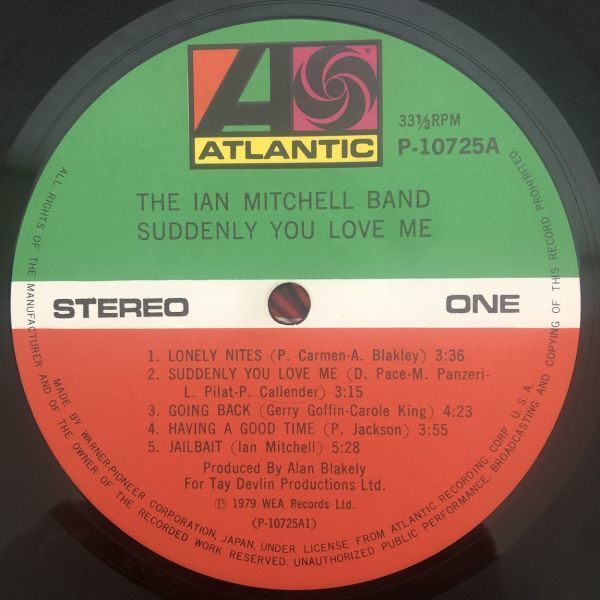 ATLANTIC
33⅓RPM
P-10725A
THE IAN MITCHELL BAND
SUDDENLY YOU LOVE ME
STEREO
ONE
1. LONELY NITES (P. Carmen-A. Blakley) 3:36
2. SUDDENLY YOU LOVE ME (D. Pace-M. Panzeri-
L. Pilat-P. Callender) 3:15
3. GOING BACK (Gerry Goffin-Carole King) 4:23
4. HAVING A GOOD TIME (P. Jackson) 3:55
5. JAILBAIT (Ian Mitchell) 5:28
Produced By Alan Blakely
For Tay Devlin Productions Ltd.
Ⓟ 1979 WEA Records Ltd.
(P-10725A1)
MADE BY WARNER-PIONEER CORPORATION, JAPAN, UNDER LICENSE FROM ATLANTIC RECORDING CORP. U.S.A.
ALL RIGHTS OF THE MANUFACTURER AND OF THE OWNER OF THE RECORDED WORK RESERVED. UNAUTHORIZED PUBLIC PERFORMANCE, BROADCASTING AND COPYING OF THIS RECORD PROHIBITED.